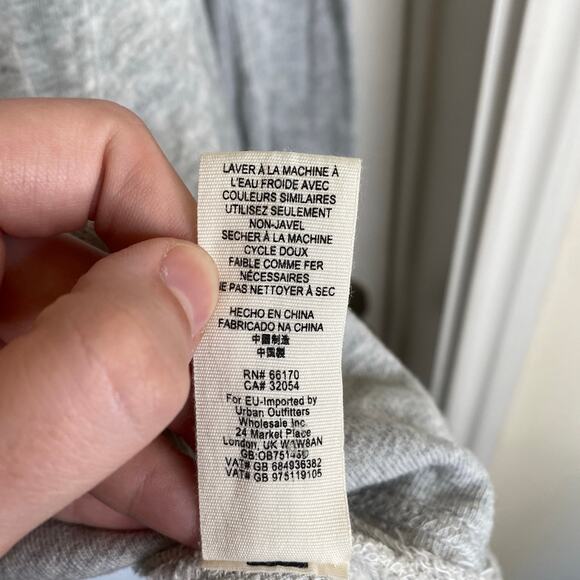 LAVER À LA MACHINE À
L'EAU FROIDE AVEC
COULEURS SIMILAIRES
UTILISEZ SEULEMENT
NON-JAVEL
SECHER À LA MACHINE
CYCLE DOUX
FAIBLE COMME FER
NÉCESSAIRES
NE PAS NETTOYER À SEC
HECHO EN CHINA
FABRICADO NA CHINA
中國制造
中国製
RN# 66170
CA# 32054
For EU-Imported by
Urban Outfitters
Wholesale Inc.
24 Market Place
London, UK W1W8AN
VAT# GB 684936382
VAT# GB 975119105